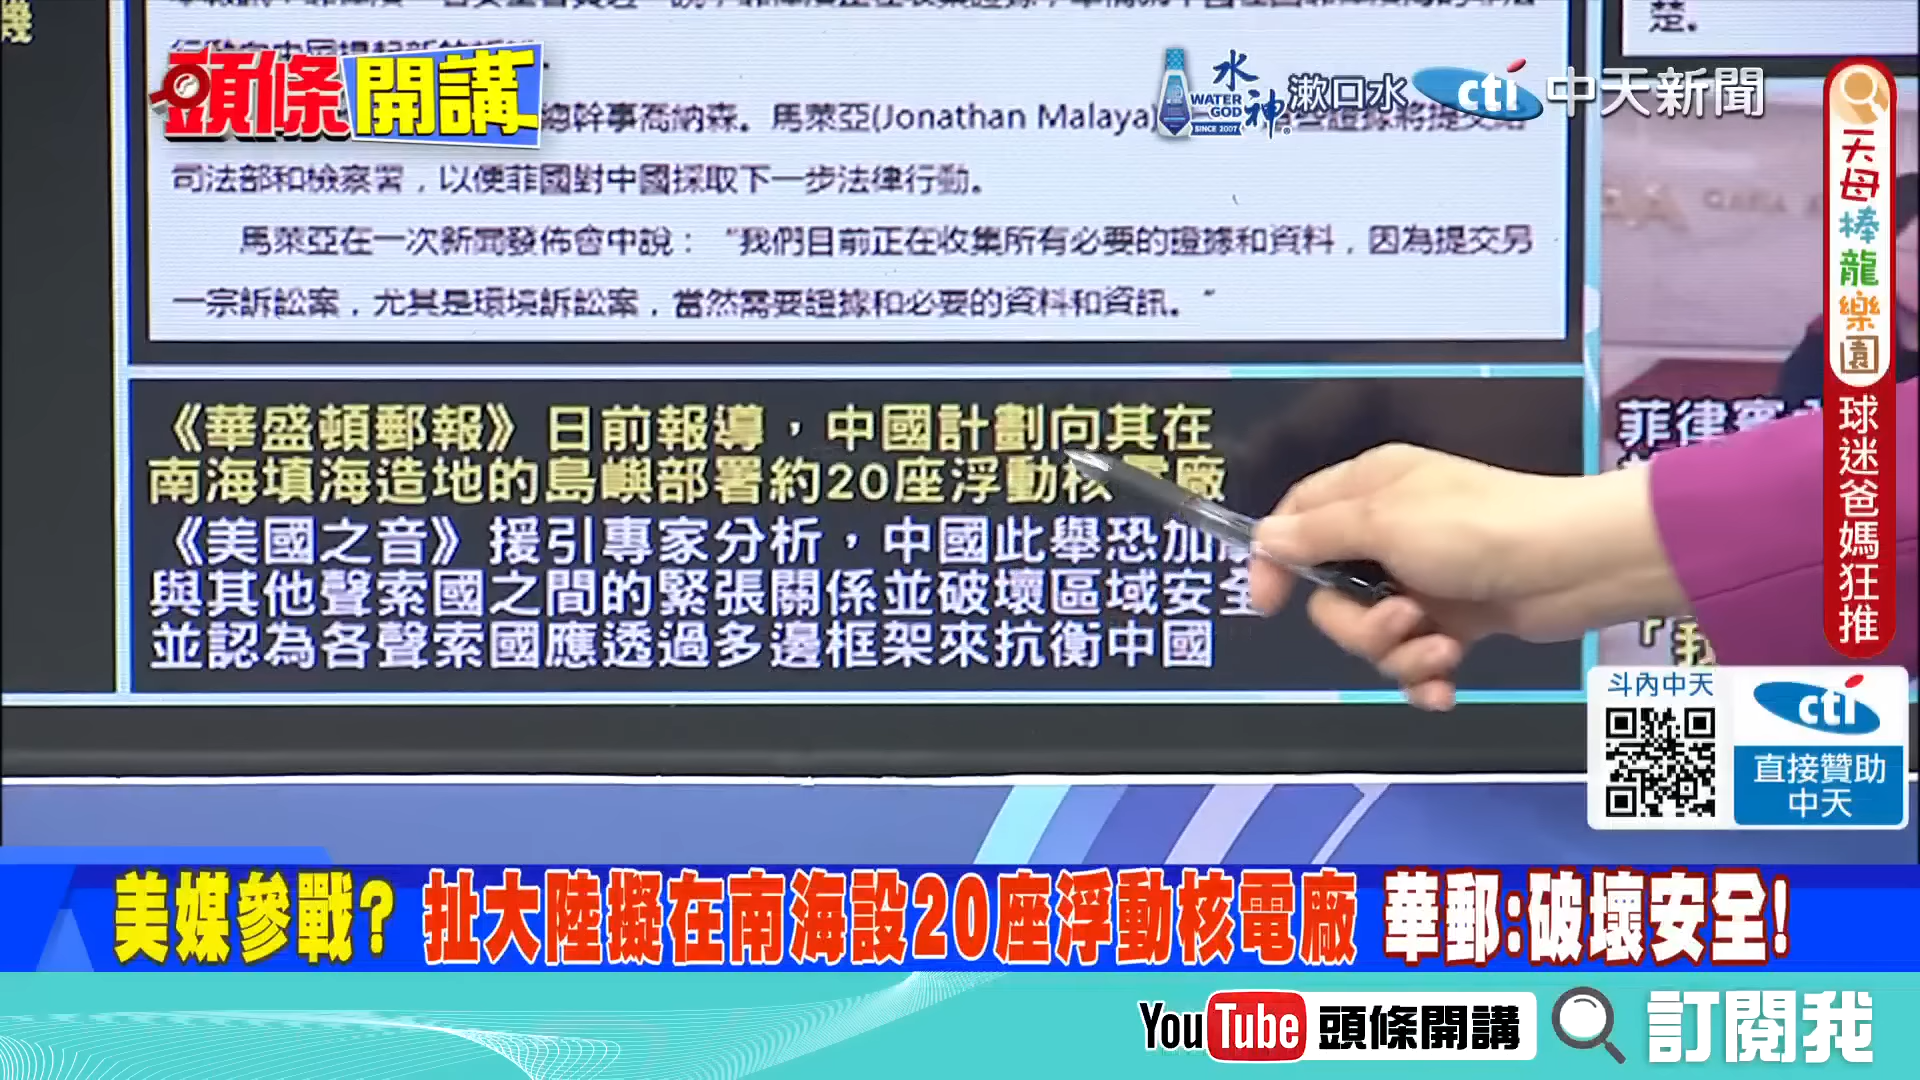 楚。
頭條開講
水神
WATER GOD
SINCE 2007
漱口水
cti 中天新聞
總幹事喬納森。馬萊亞(Jonathan Malaya)
司法部和檢察署，以便菲國對中國採取下一步法律行動。
馬萊亞在一次新聞發佈會中說：“我們目前正在收集所有必要的證據和資料，因為提交另
一宗訴訟案，尤其是環境訴訟案，當然需要證據和必要的資料和資訊。”
《華盛頓郵報》日前報導，中國計劃向其在
南海填海造地的島嶼部署約20座浮動核電廠
《美國之音》援引專家分析，中國此舉恐加
與其他聲索國之間的緊張關係並破壞區域安全
並認為各聲索國應透過多邊框架來抗衡中國
菲律賓
「我
天母棒球樂園
球迷爸媽狂推
斗內中天
cti
直接贊助
中天
美媒參戰? 扯大陸擬在南海設20座浮動核電廠 華郵:破壞安全!
YouTube 頭條開講 訂閱我